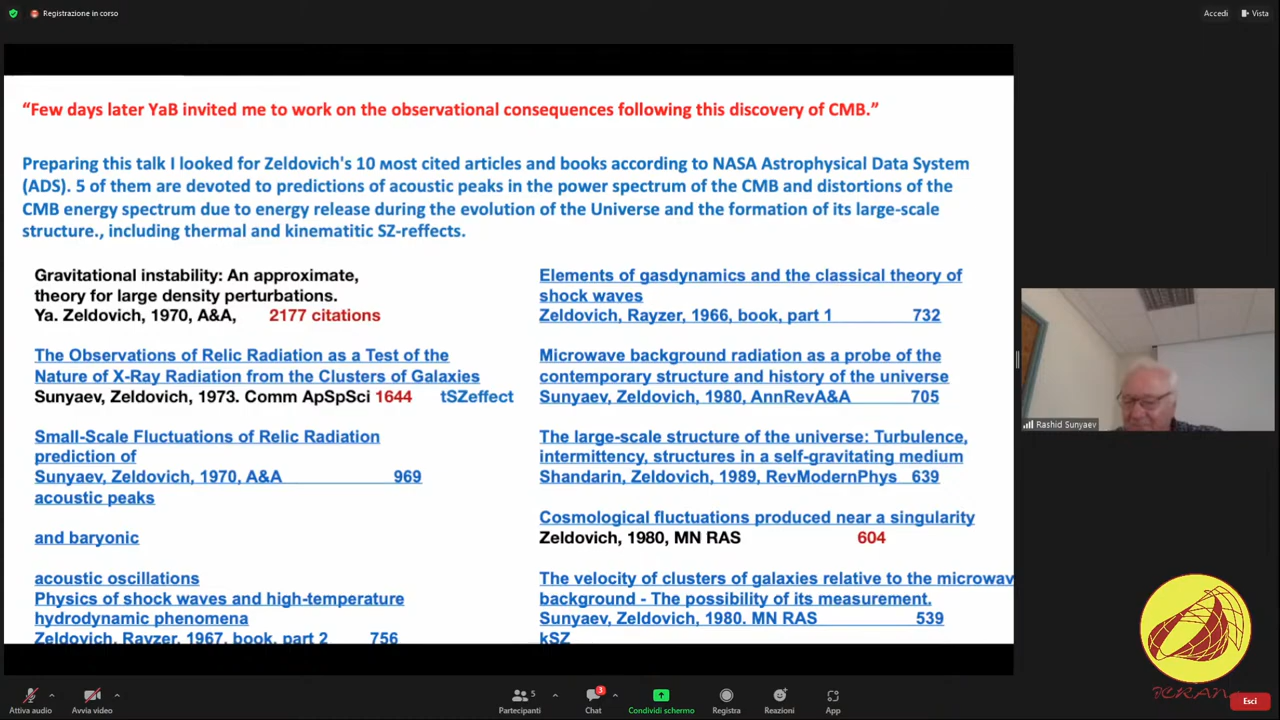 Registrazione in corso
Accedi
Vista
“Few days later YaB invited me to work on the observational consequences following this discovery of CMB.”
Preparing this talk I looked for Zeldovich's 10 мost cited articles and books according to NASA Astrophysical Data System
(ADS). 5 of them are devoted to predictions of acoustic peaks in the power spectrum of the CMB and distortions of the
CMB energy spectrum due to energy release during the evolution of the Universe and the formation of its large-scale
structure., including thermal and kinematitic SZ-reffects.
Gravitational instability: An approximate,
theory for large density perturbations.
Ya. Zeldovich, 1970, A&A, 2177 citations
The Observations of Relic Radiation as a Test of the
Nature of X-Ray Radiation from the Clusters of Galaxies
Sunyaev, Zeldovich, 1973. Comm ApSpSci 1644 tSZeffect
Small-Scale Fluctuations of Relic Radiation
prediction of
Sunyaev, Zeldovich, 1970, A&A 969
acoustic peaks
and baryonic
acoustic oscillations
Physics of shock waves and high-temperature
hydrodynamic phenomena
Zeldovich, Rayzer, 1967, book, part 2 756
Elements of gasdynamics and the classical theory of
shock waves
Zeldovich, Rayzer, 1966, book, part 1 732
Microwave background radiation as a probe of the
contemporary structure and history of the universe
Sunyaev, Zeldovich, 1980, AnnRevA&A 705
The large-scale structure of the universe: Turbulence,
intermittency, structures in a self-gravitating medium
Shandarin, Zeldovich, 1989, RevModernPhys 639
Cosmological fluctuations produced near a singularity
Zeldovich, 1980, MN RAS 604
The velocity of clusters of galaxies relative to the microwav
background - The possibility of its measurement.
Sunyaev, Zeldovich, 1980. MN RAS 539
kSZ
Rashid Sunyaev
ICRANet
Attiva audio
Avvia video
5
Partecipanti
3
Chat
Condividi schermo
Registra
Reazioni
App
Esci